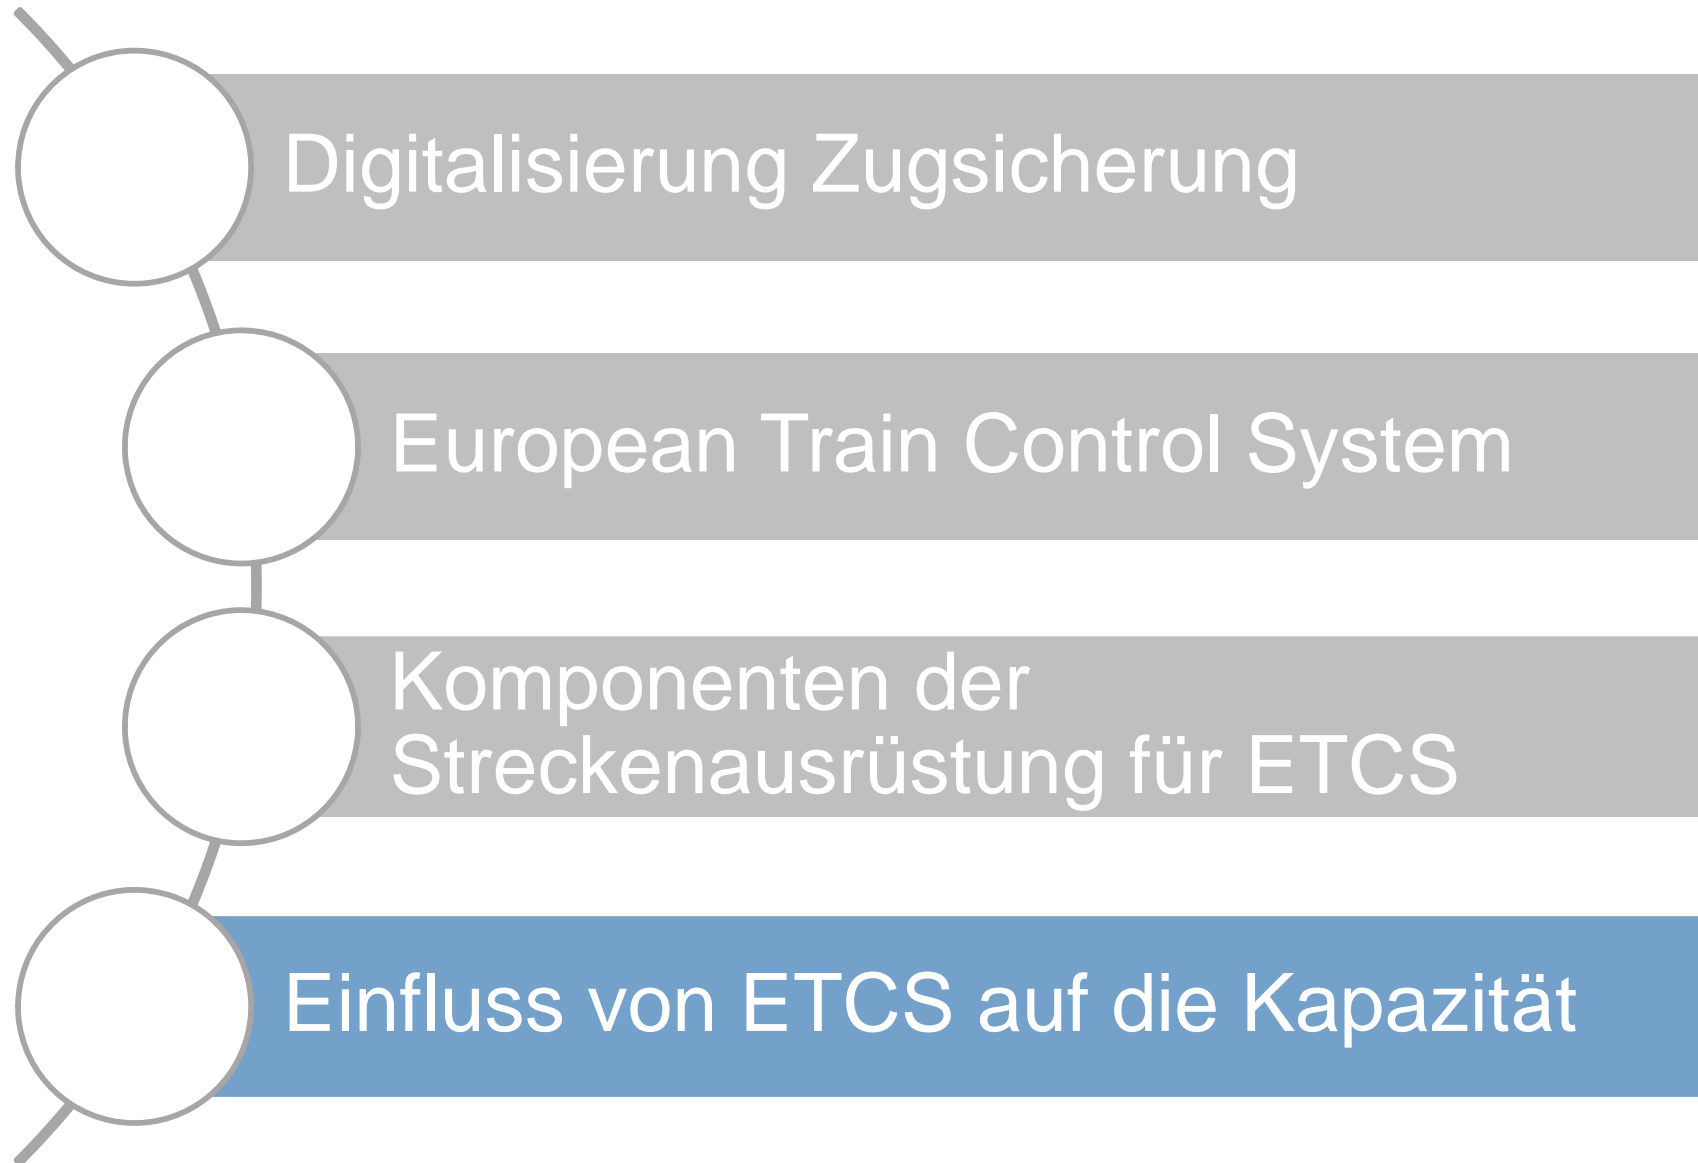 Digitalisierung Zugsicherung
European Train Control System
Komponenten der
Streckenausrüstung für ETCS
Einfluss von ETCS auf die Kapazität